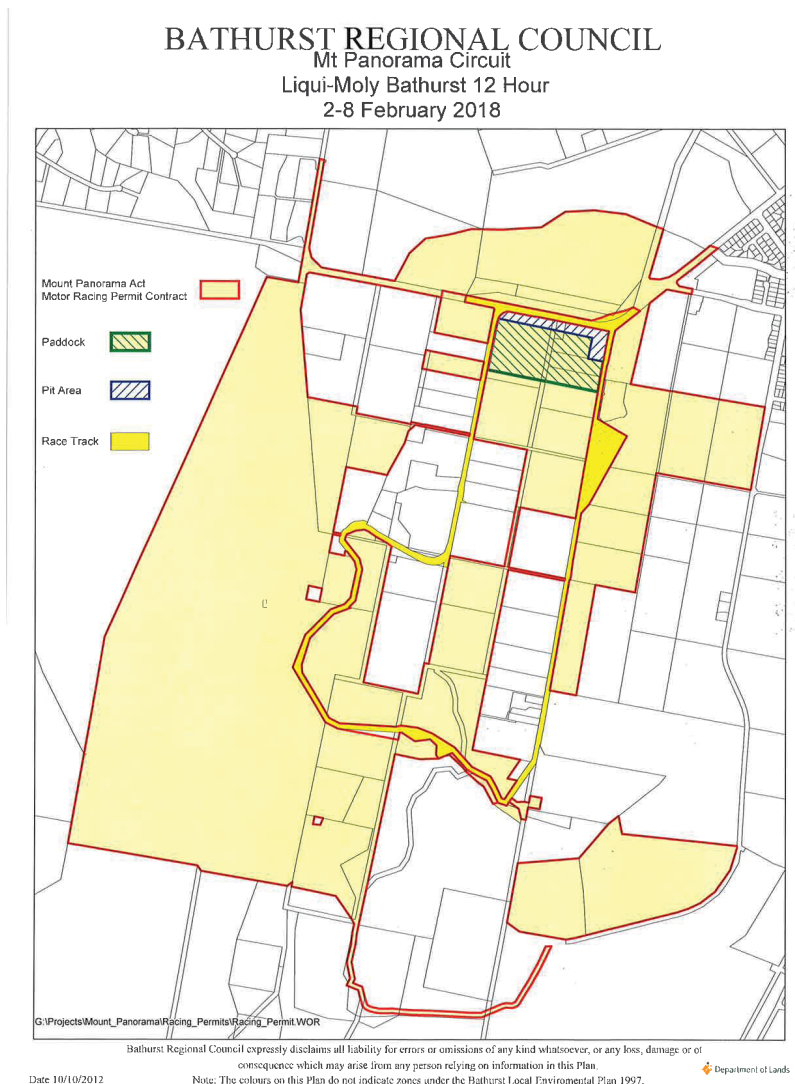 BATHURST REGIONAL COUNCIL
Mt Panorama Circuit
Liqui-Moly Bathurst 12 Hour
2-8 February 2018
Mount Panorama Act
Motor Racing Permit Contract
Paddock
Pit Area
Race Track
G:\Projects\Mount_Panorama\Racing_Permits\Racing_Permit.WOR
Bathurst Regional Council expressly disclaims all liability for errors or omissions of any kind whatsoever, or any loss, damage or ot
consequence which may arise from any person relying on information in this Plan.
Department of Lands
Date 10/10/2012
Note: The colours on this Plan do not indicate zones under the Bathurst Local Enviromental Plan 1997.